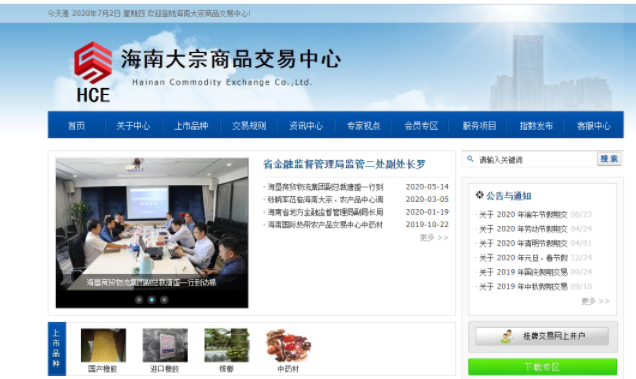 今天是 2020年7月2日 星期四 欢迎登陆海南大宗商品交易中心!
海南大宗商品交易中心
Hainan Commodity Exchange Co.,Ltd.
HCE
首页 关于中心 上市品种 交易规则 资讯中心 专家视点 会员专区 服务项目 指数发布 客服中心
省金融监督管理局监管二处副处长罗
· 海垦商贸物流集团副总裁唐盛一行到 2020-05-14
· 张晓军莅临海南大宗、农产品中心调 2020-03-05
· 海南省地方金融监督管理局副局长周 2020-01-19
· 海南国际热带农产品交易中心中药材 2019-10-22
更多 >>
海垦商贸物流集团副总裁唐盛一行到访锦
请输入关键词 搜索
公告与通知
· 关于 2020 年端午节假期交 06/23
· 关于 2020 年劳动节假期交 04/24
· 关于 2020 年清明节假期交 04/01
· 关于 2020 年元旦、春节假 12/24
· 关于 2019 年国庆假期交易 09/24
· 关于 2019 年中秋假期交易 09/10
更多 >>
挂牌交易网上开户
下载专区
上市品种
国产橡胶 进口橡胶 槟榔 中药材